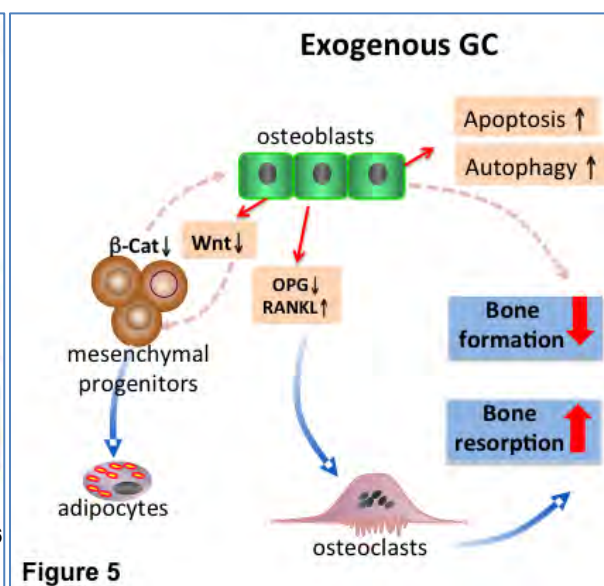 Exogenous GC
osteoblasts
Apoptosis ↑
Autophagy ↑
β-Cat↓
Wnt↓
OPG↓
RANKL↑
mesenchymal
progenitors
Bone
formation
Bone
resorption
adipocytes
osteoclasts
Figure 5